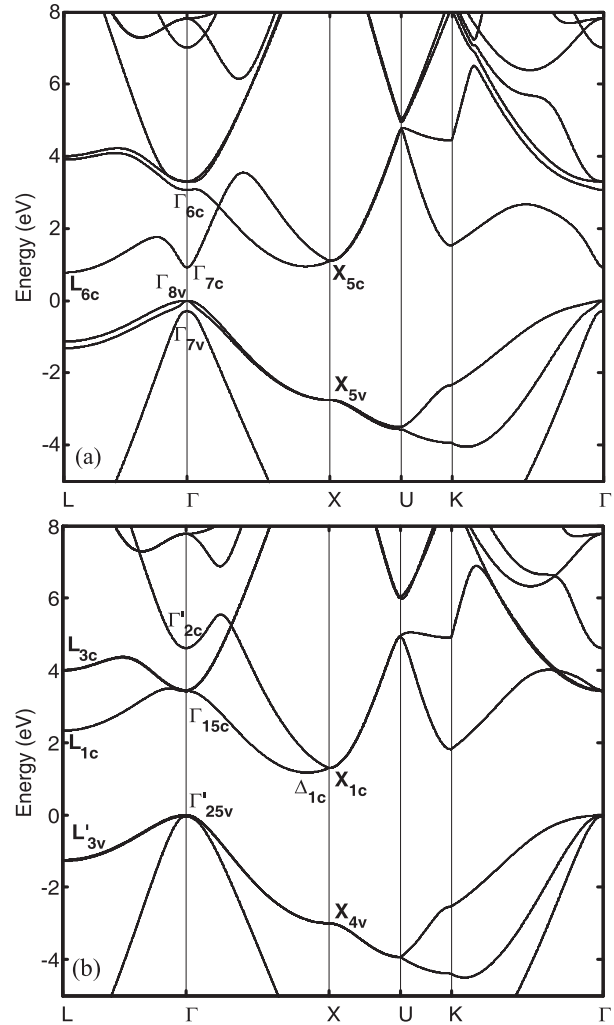 8
6
4
2
0
-2
-4
Energy (eV)
Γ6c
L6c
Γ8v
Γ7c
Γ7v
X5c
X5v
(a)
L Γ X U K Γ
8
6
4
2
0
-2
-4
Energy (eV)
Γ'2c
L3c
Γ15c
L1c
Δ1c
X1c
Γ'25v
L'3v
X4v
(b)
L Γ X U K Γ